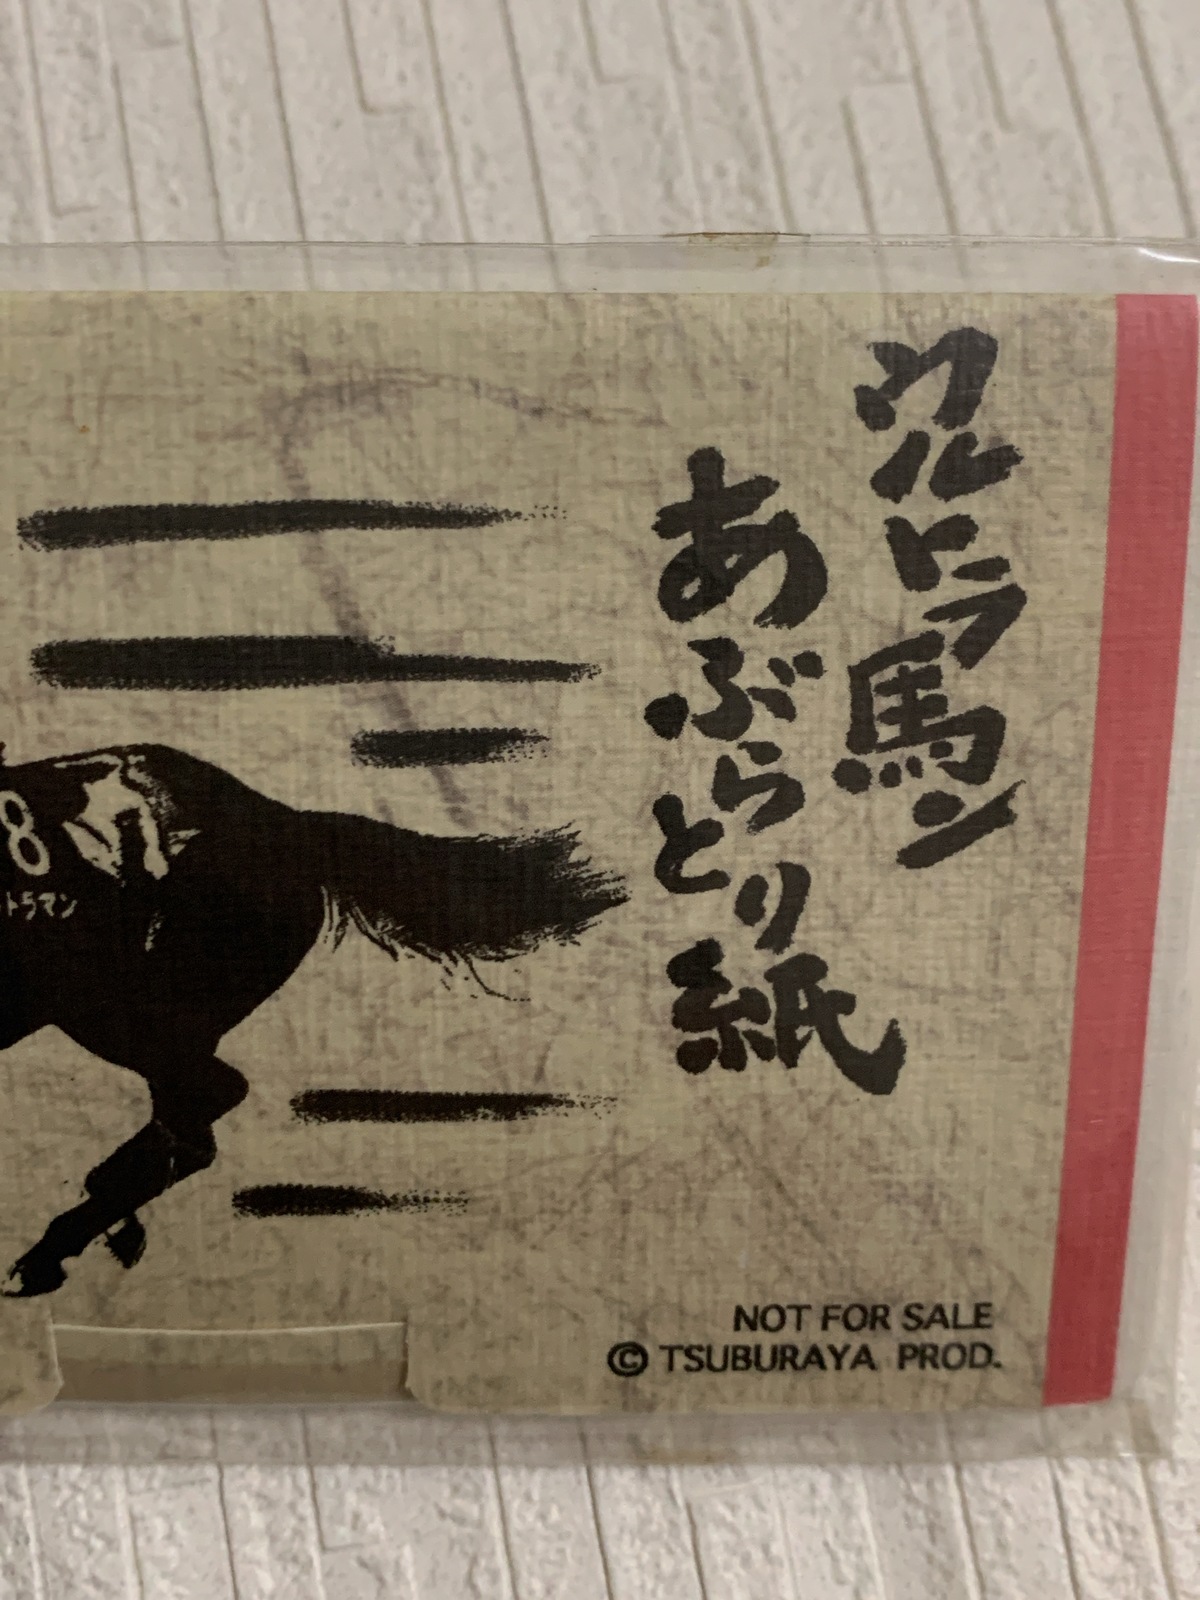 ウルトラ馬ン
あぶらとり紙
8
トラマン
NOT FOR SALE
© TSUBURAYA PROD.